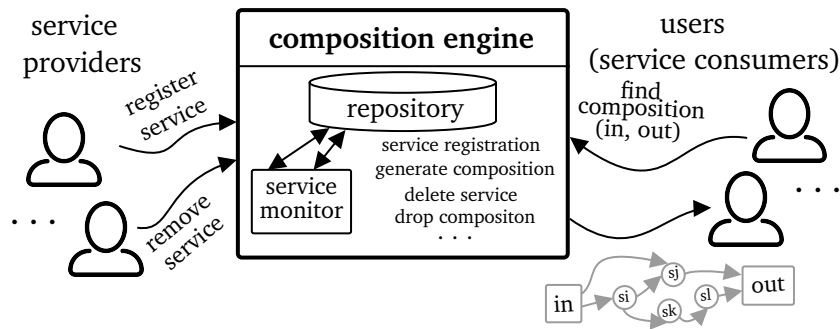 service
providers
register
service
. . .
remove
service
composition engine
repository
service
monitor
service registration
generate composition
delete service
drop compositon
. . .
users
(service consumers)
find
composition
(in, out)
. . .
in
si
sj
sk
sl
out